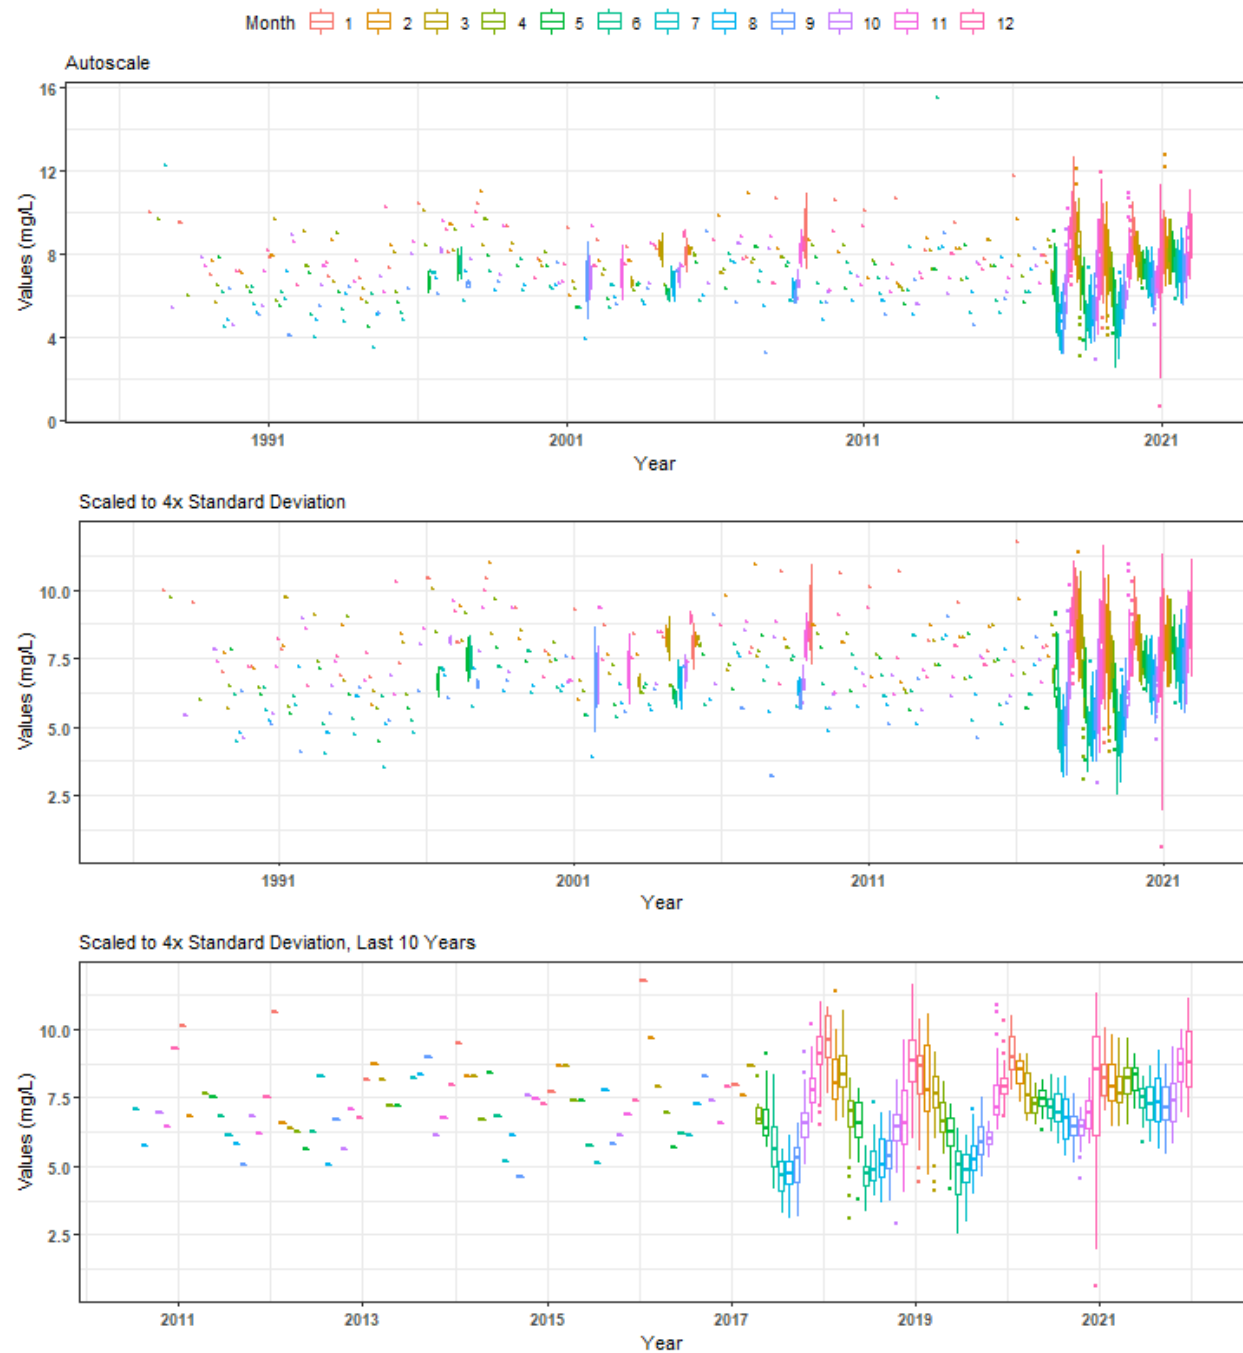 Month 1 2 3 4 5 6 7 8 9 10 11 12
Autoscale
16
12
8
4
0
Values (mg/L)
1991 2001 2011 2021
Year
Scaled to 4x Standard Deviation
10.0
7.5
5.0
2.5
Values (mg/L)
1991 2001 2011 2021
Year
Scaled to 4x Standard Deviation, Last 10 Years
10.0
7.5
5.0
2.5
Values (mg/L)
2011 2013 2015 2017 2019 2021
Year